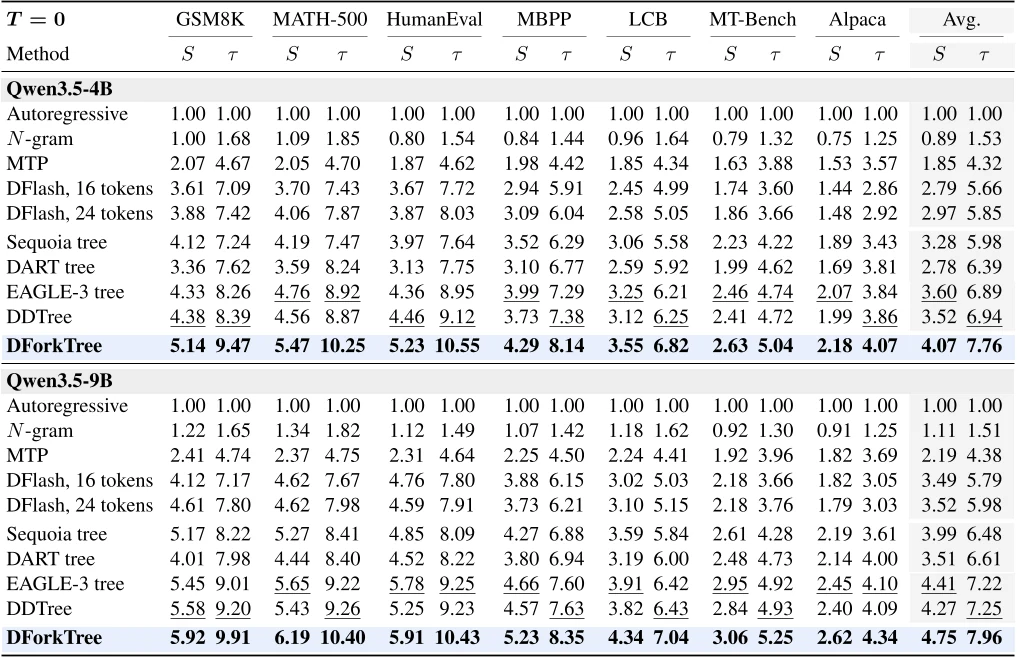 T = 0 GSM8K MATH-500 HumanEval MBPP LCB MT-Bench Alpaca Avg.
Method S τ S τ S τ S τ S τ S τ S τ S τ
Qwen3.5-4B
Autoregressive 1.00 1.00 1.00 1.00 1.00 1.00 1.00 1.00 1.00 1.00 1.00 1.00 1.00 1.00 1.00 1.00
N-gram 1.00 1.68 1.09 1.85 0.80 1.54 0.84 1.44 0.96 1.64 0.79 1.32 0.75 1.25 0.89 1.53
MTP 2.07 4.67 2.05 4.70 1.87 4.62 1.98 4.42 1.85 4.34 1.63 3.88 1.53 3.57 1.85 4.32
DFlash, 16 tokens 3.61 7.09 3.70 7.43 3.67 7.72 2.94 5.91 2.45 4.99 1.74 3.60 1.44 2.86 2.79 5.66
DFlash, 24 tokens 3.88 7.42 4.06 7.87 3.87 8.03 3.09 6.04 2.58 5.05 1.86 3.66 1.48 2.92 2.97 5.85
Sequoia tree 4.12 7.24 4.19 7.47 3.97 7.64 3.52 6.29 3.06 5.58 2.23 4.22 1.89 3.43 3.28 5.98
DART tree 3.36 7.62 3.59 8.24 3.13 7.75 3.10 6.77 2.59 5.92 1.99 4.62 1.69 3.81 2.78 6.39
EAGLE-3 tree 4.33 8.26 4.76 8.92 4.36 8.95 3.99 7.29 3.25 6.21 2.46 4.74 2.07 3.84 3.60 6.89
DDTree 4.38 8.39 4.56 8.87 4.46 9.12 3.73 7.38 3.12 6.25 2.41 4.72 1.99 3.86 3.52 6.94
DForkTree 5.14 9.47 5.47 10.25 5.23 10.55 4.29 8.14 3.55 6.82 2.63 5.04 2.18 4.07 4.07 7.76
Qwen3.5-9B
Autoregressive 1.00 1.00 1.00 1.00 1.00 1.00 1.00 1.00 1.00 1.00 1.00 1.00 1.00 1.00 1.00 1.00
N-gram 1.22 1.65 1.34 1.82 1.12 1.49 1.07 1.42 1.18 1.62 0.92 1.30 0.91 1.25 1.11 1.51
MTP 2.41 4.74 2.37 4.75 2.31 4.64 2.25 4.50 2.24 4.41 1.92 3.96 1.82 3.69 2.19 4.38
DFlash, 16 tokens 4.12 7.17 4.62 7.67 4.76 7.80 3.88 6.15 3.02 5.03 2.18 3.66 1.82 3.05 3.49 5.79
DFlash, 24 tokens 4.61 7.80 4.62 7.98 4.59 7.91 3.73 6.21 3.10 5.15 2.18 3.76 1.79 3.03 3.52 5.98
Sequoia tree 5.17 8.22 5.27 8.41 4.85 8.09 4.27 6.88 3.59 5.84 2.61 4.28 2.19 3.61 3.99 6.48
DART tree 4.01 7.98 4.44 8.40 4.52 8.22 3.80 6.94 3.19 6.00 2.48 4.73 2.14 4.00 3.51 6.61
EAGLE-3 tree 5.45 9.01 5.65 9.22 5.78 9.25 4.66 7.60 3.91 6.42 2.95 4.92 2.45 4.10 4.41 7.22
DDTree 5.58 9.20 5.43 9.26 5.25 9.23 4.57 7.63 3.82 6.43 2.84 4.93 2.40 4.09 4.27 7.25
DForkTree 5.92 9.91 6.19 10.40 5.91 10.43 5.23 8.35 4.34 7.04 3.06 5.25 2.62 4.34 4.75 7.96